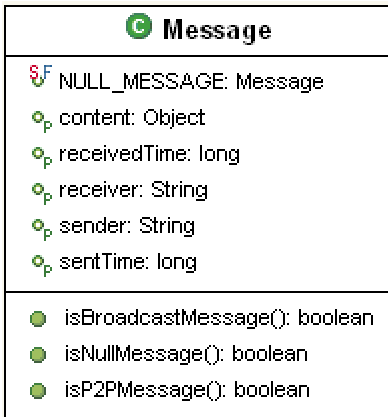 C Message
S F NULL_MESSAGE: Message
P content: Object
P receivedTime: long
P receiver: String
P sender: String
P sentTime: long
isBroadcastMessage(): boolean
isNullMessage(): boolean
isP2PMessage(): boolean